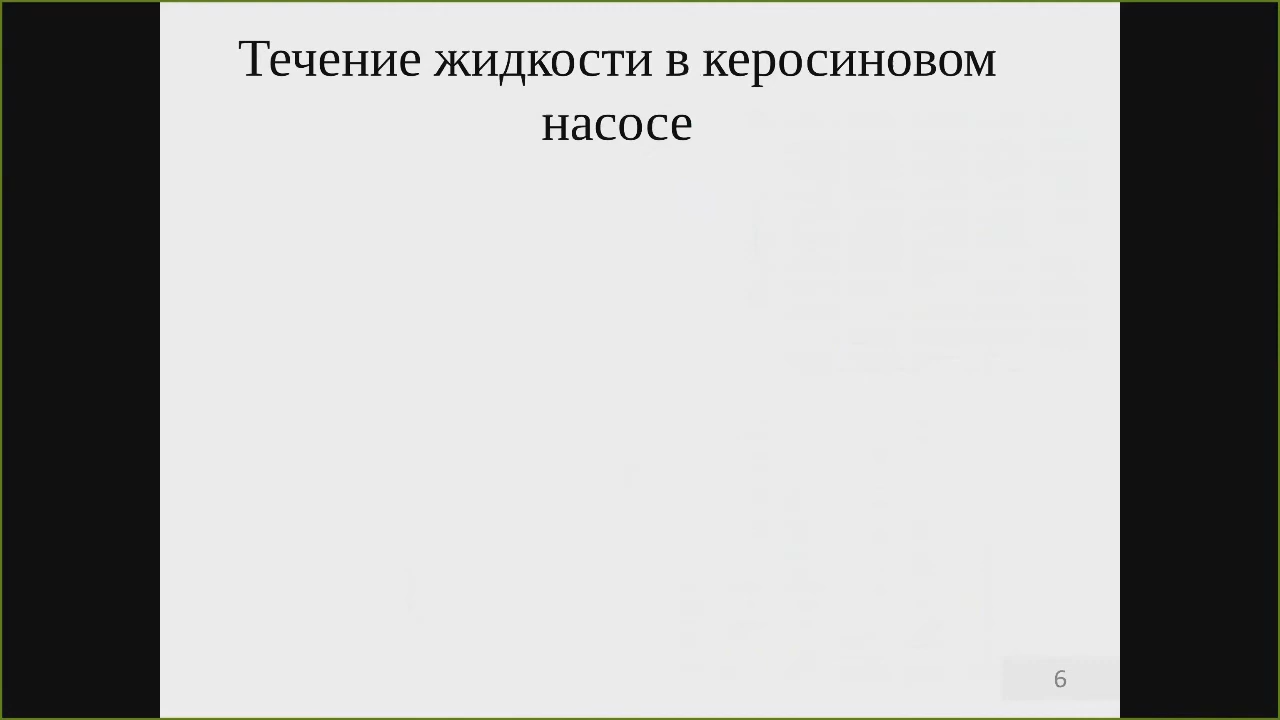 Течение жидкости в керосиновом
насосе
6